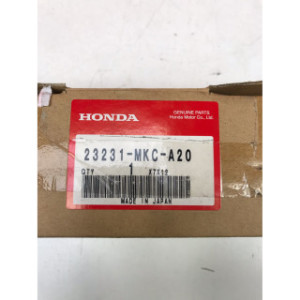 HONDA
GENUINE PARTS
Honda Motor Co., Ltd.
23231-MKC-A20
QTY 1
MADE IN JAPAN